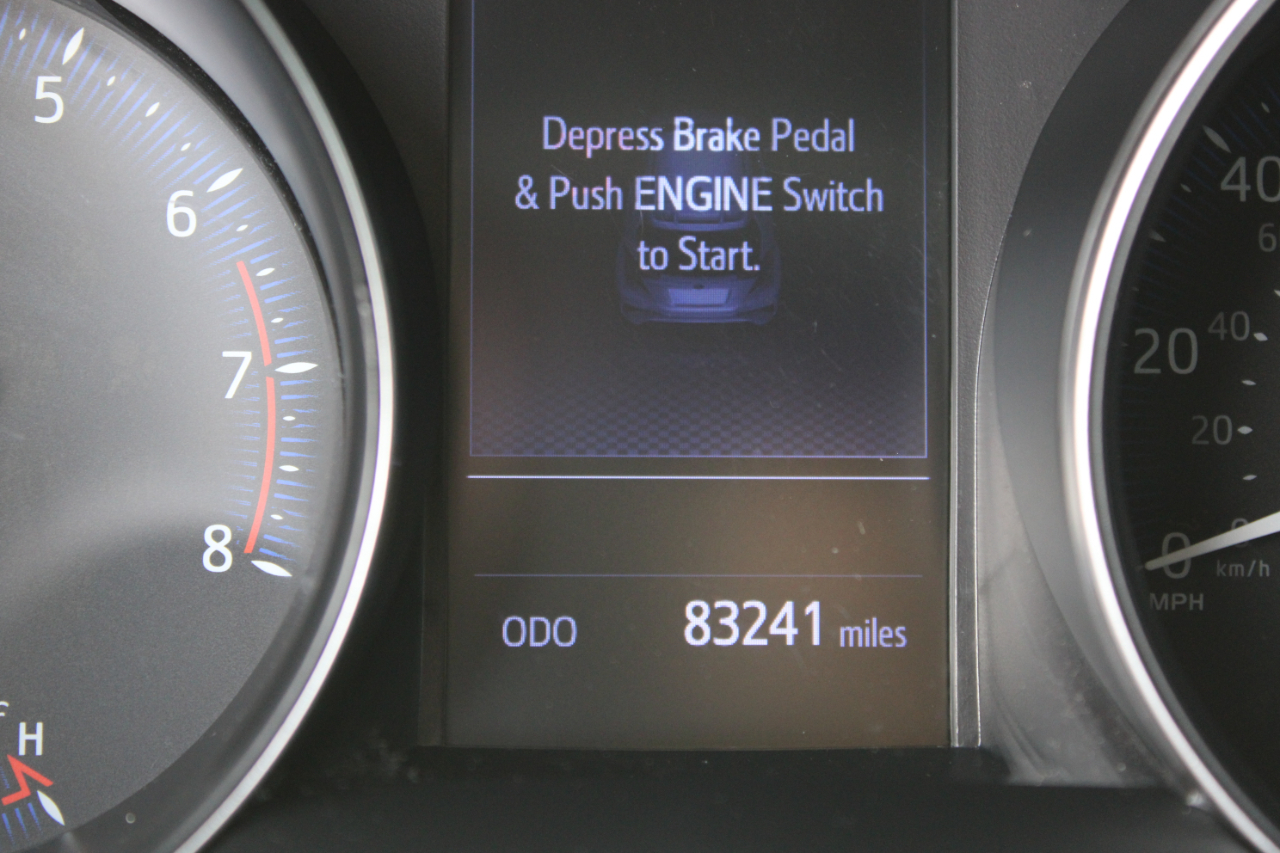 5
6
7
8
H
Depress Brake Pedal
& Push ENGINE Switch
to Start.
ODO 83241 miles
40
20 40
20
0
km/h
MPH